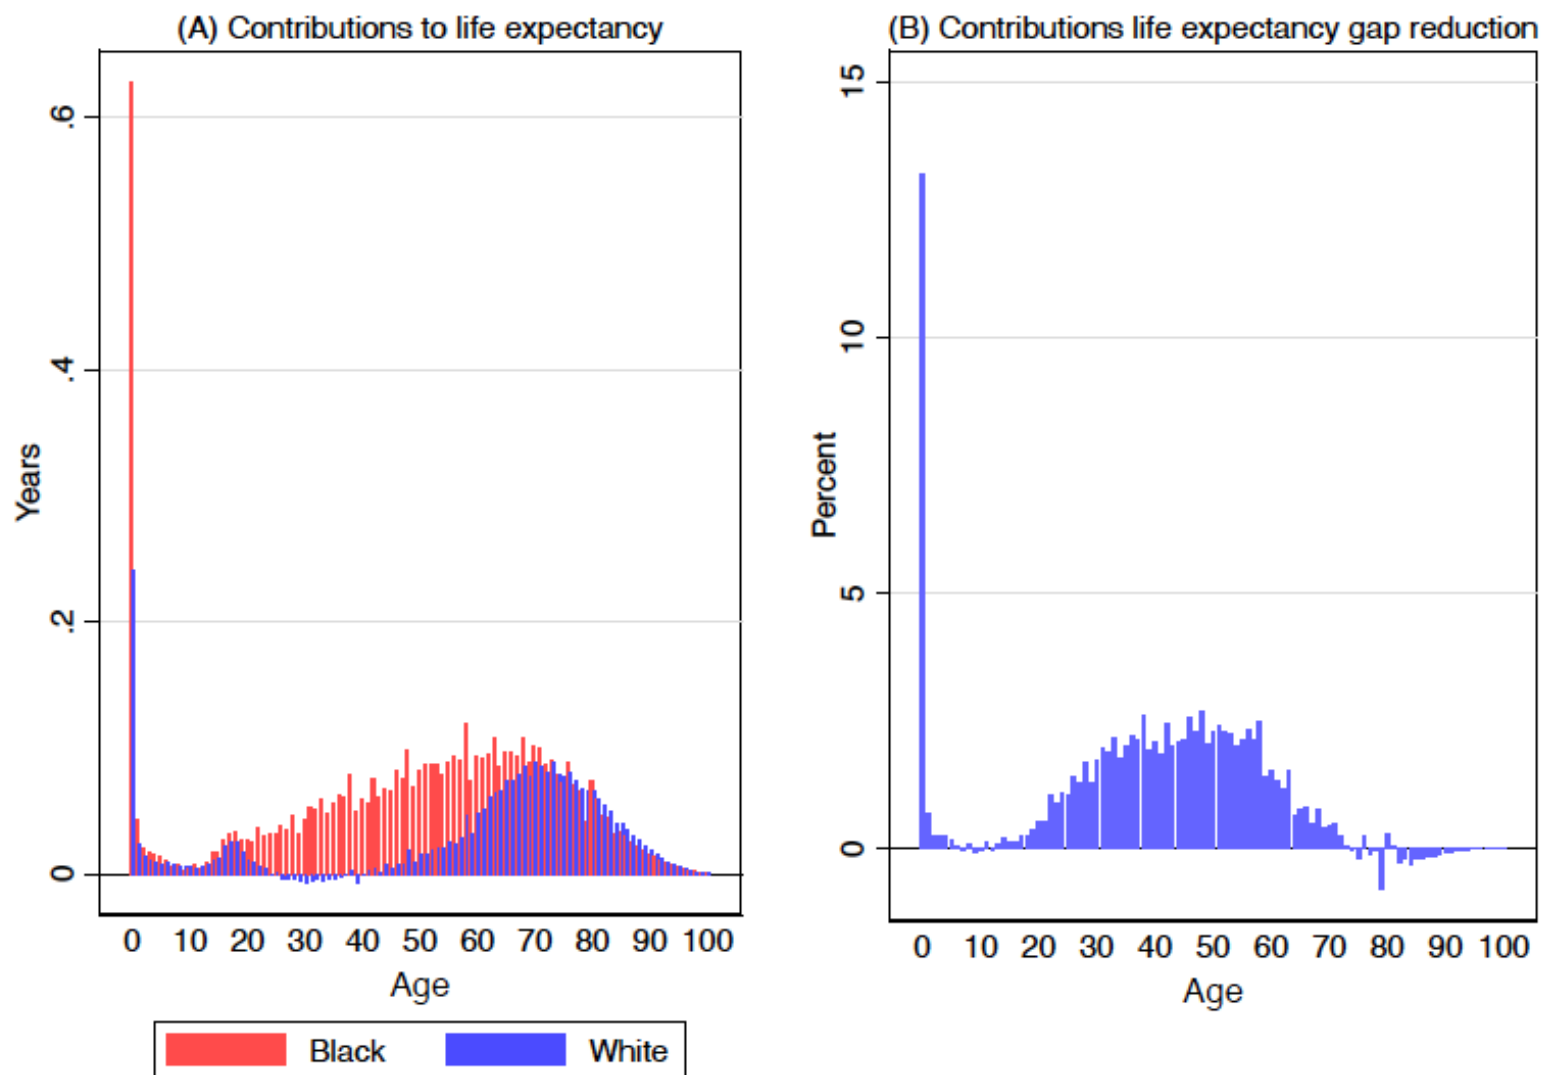 (A) Contributions to life expectancy
.6
.4
.2
0
Years
0 10 20 30 40 50 60 70 80 90 100
Age
Black White
(B) Contributions life expectancy gap reduction
15
10
5
0
Percent
0 10 20 30 40 50 60 70 80 90 100
Age